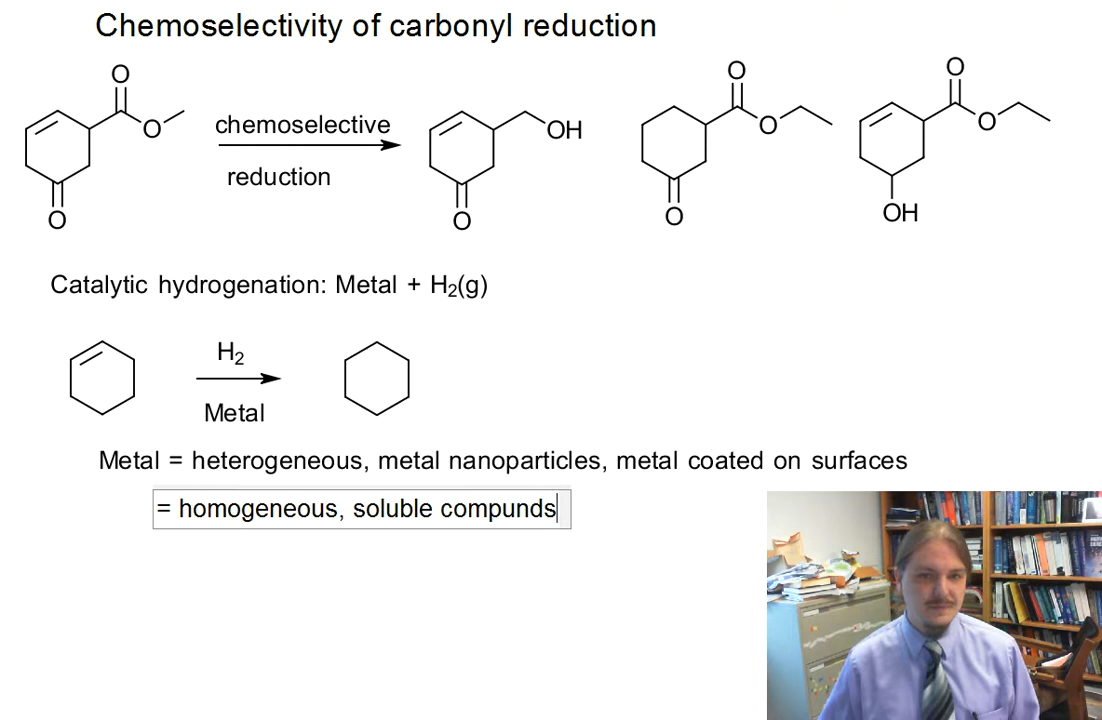 Chemoselectivity of carbonyl reduction
O
O
chemoselective
reduction
O
OH
O
O
O
O
O
O
OH
Catalytic hydrogenation: Metal + H₂(g)
H₂
Metal
Metal = heterogeneous, metal nanoparticles, metal coated on surfaces
= homogeneous, soluble compunds